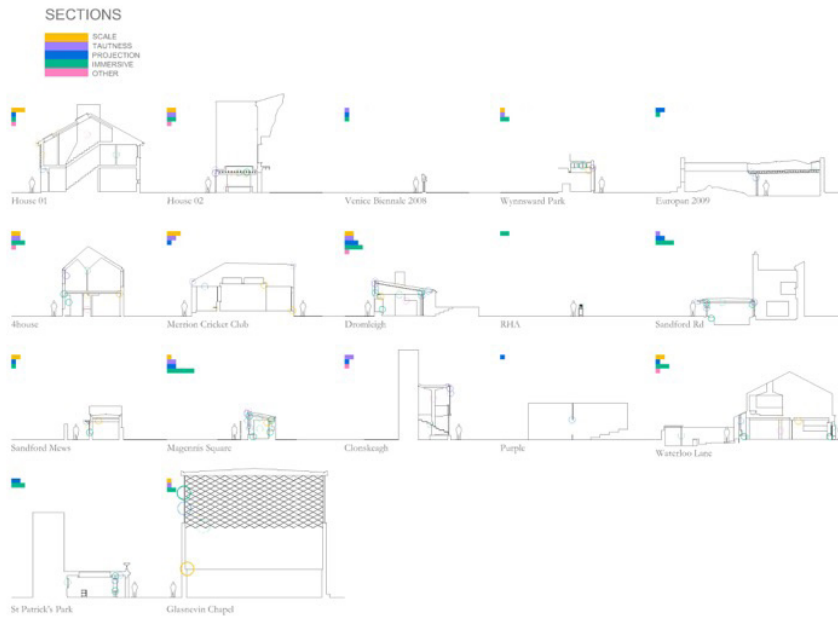 SECTIONS
SCALE
TAUTNESS
PROJECTION
IMMERSIVE
OTHER
House 01
House 02
Venice Biennale 2008
Wynnsward Park
Europan 2009
4house
Merrion Cricker Club
Dromleigh
RHA
Sandford Rd
Sandford Mews
Magennis Square
Clonskeagh
Purple
Waterloo Lane
St Patrick's Park
Glasnevin Chapel